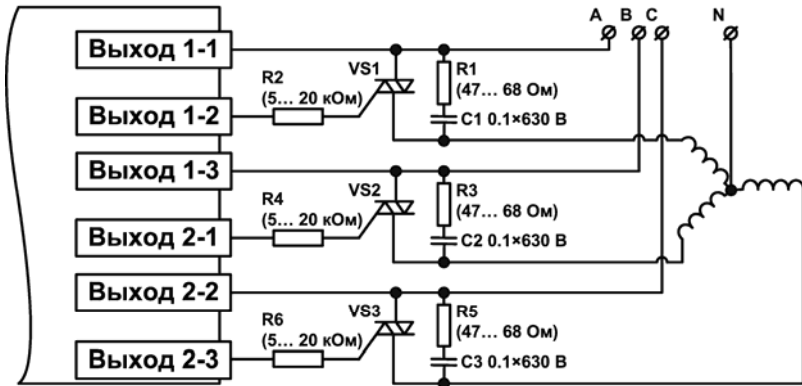 A B C N
Выход 1-1
R2
(5... 20 кОм)
VS1
R1
(47... 68 Ом)
C1 0.1×630 В
Выход 1-2
Выход 1-3
R4
(5... 20 кОм)
VS2
R3
(47... 68 Ом)
C2 0.1×630 В
Выход 2-1
Выход 2-2
R6
(5... 20 кОм)
VS3
R5
(47... 68 Ом)
C3 0.1×630 В
Выход 2-3